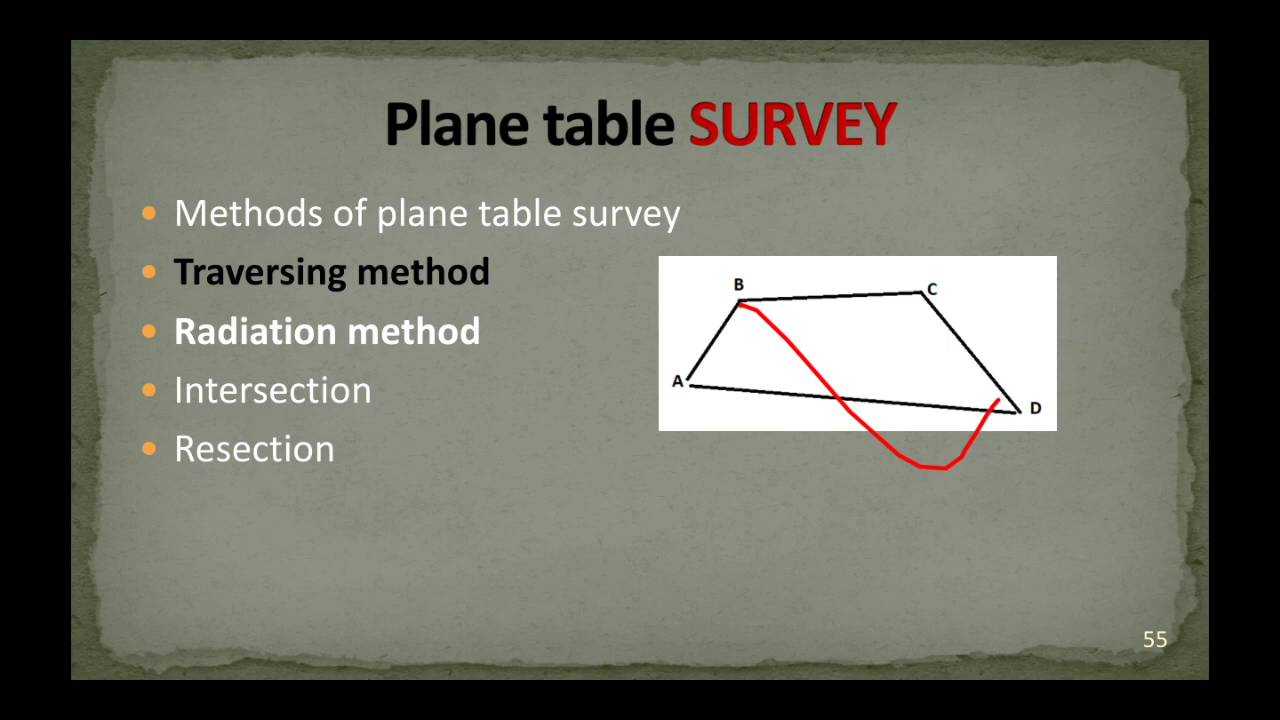 Plane table SURVEY
Methods of plane table survey
Traversing method
Radiation method
Intersection
Resection
B
C
A
D
55